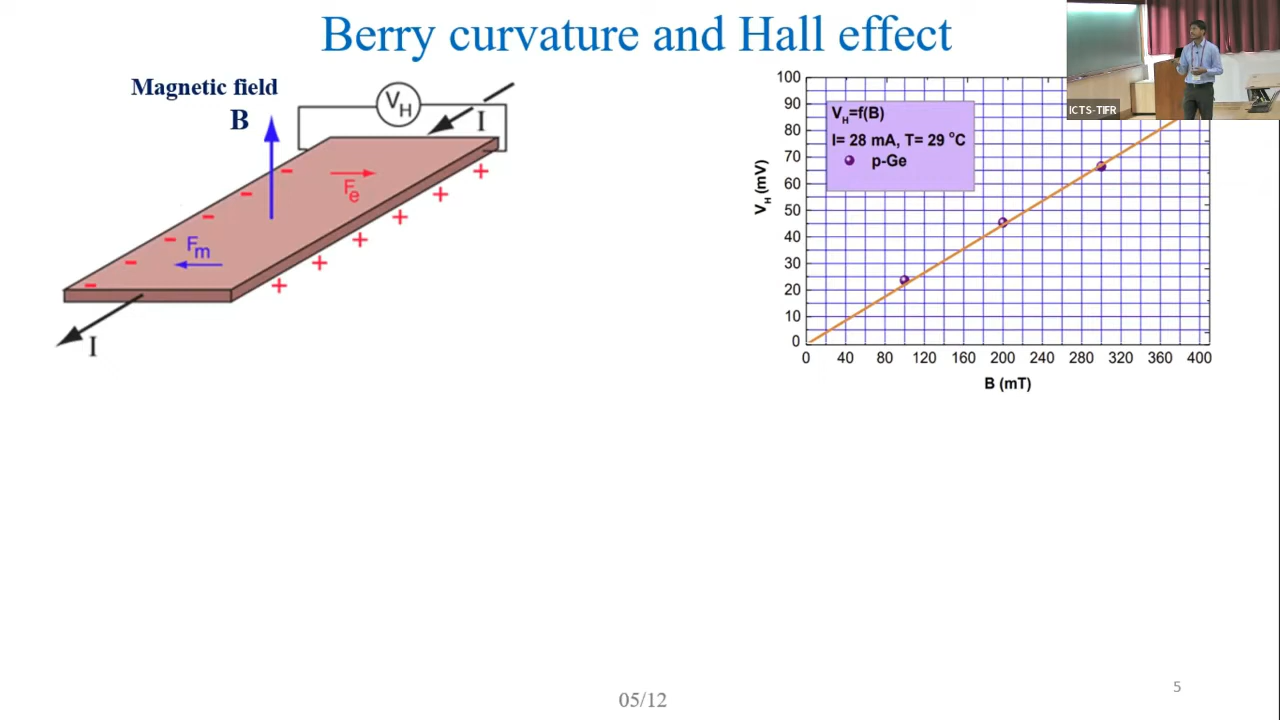 Berry curvature and Hall effect
Magnetic field
B
V_H
I
F_e
F_m
I
V_H=f(B)
I= 28 mA, T= 29 °C
p-Ge
V_H (mV)
100
90
80
70
60
50
40
30
20
10
0
0 40 80 120 160 200 240 280 320 360 400
B (mT)
ICTS-TIFR
05/12
5